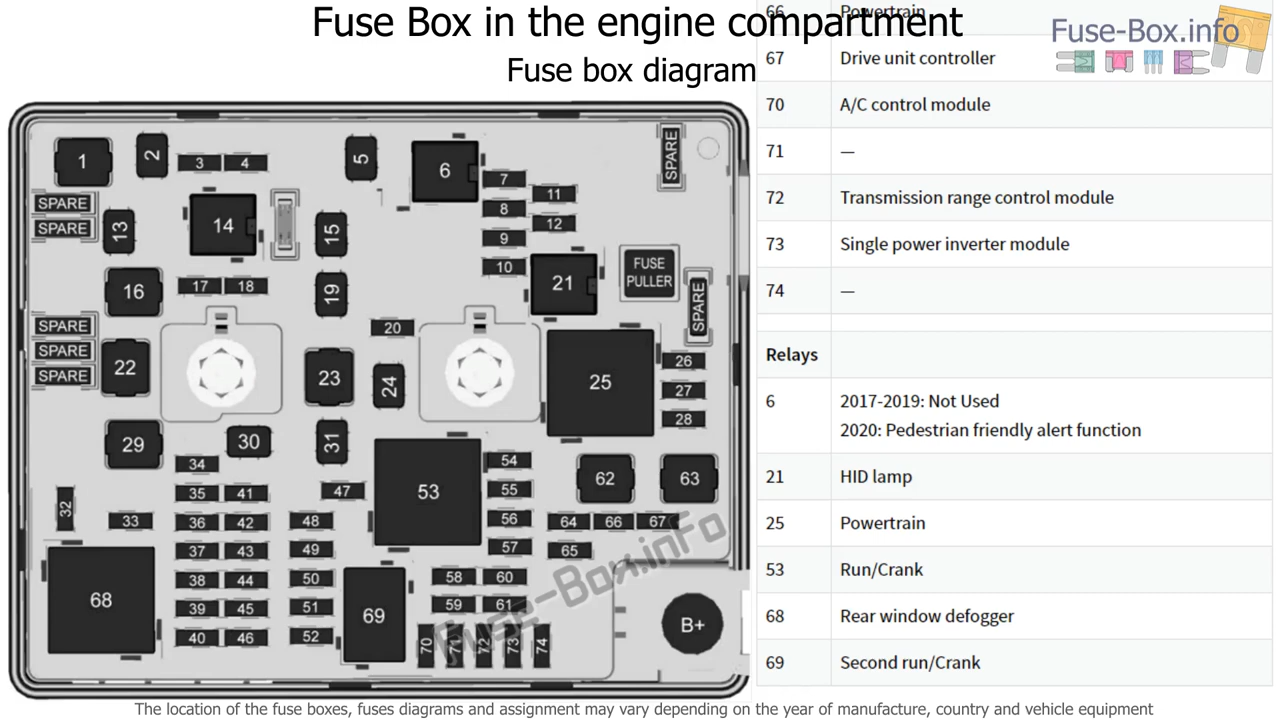 Fuse Box in the engine compartment
Fuse box diagram
Fuse-Box.info
66 Powertrain
67 Drive unit controller
70 A/C control module
71 —
72 Transmission range control module
73 Single power inverter module
74 —
Relays
6 2017-2019: Not Used
2020: Pedestrian friendly alert function
21 HID lamp
25 Powertrain
53 Run/Crank
68 Rear window defogger
69 Second run/Crank
1
2
3
4
5
6
SPARE
7
8
9
10
11
12
SPARE
SPARE
13
14
15
16
17
18
19
20
21
FUSE
PULLER
SPARE
SPARE
SPARE
SPARE
22
23
24
25
26
27
28
29
30
31
32
33
34
35
36
37
38
39
40
41
42
43
44
45
46
47
48
49
50
51
52
53
54
55
56
57
58
59
60
61
62
63
64
66
67
65
68
69
70
71
72
73
74
B+
Fuse-Box.inFo
The location of the fuse boxes, fuses diagrams and assignment may vary depending on the year of manufacture, country and vehicle equipment